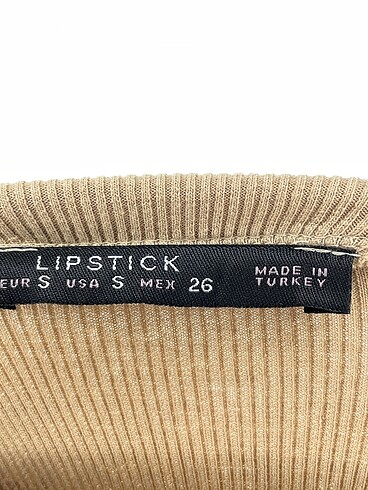 LIPSTICK
EUR S USA S MEX 26
MADE IN
TURKEY